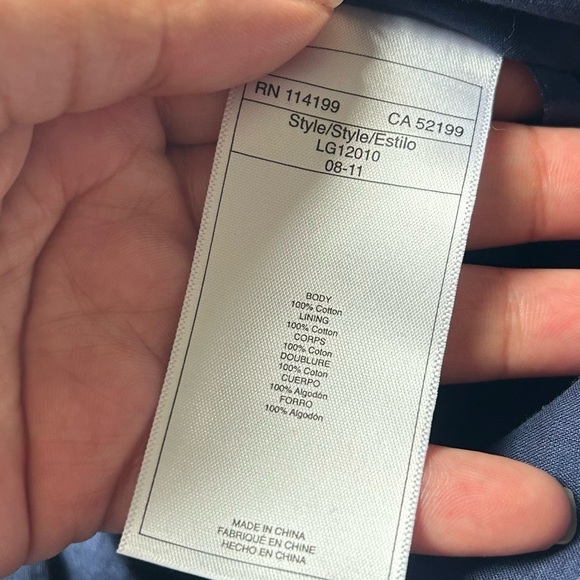 RN 114199 CA 52199
Style/Style/Estilo
LG12010
08-11
BODY
100% Cotton
LINING
100% Cotton
CORPS
100% Coton
DOUBLURE
100% Coton
CUERPO
100% Algodón
FORRO
100% Algodón
MADE IN CHINA
FABRIQUÉ EN CHINE
HECHO EN CHINA